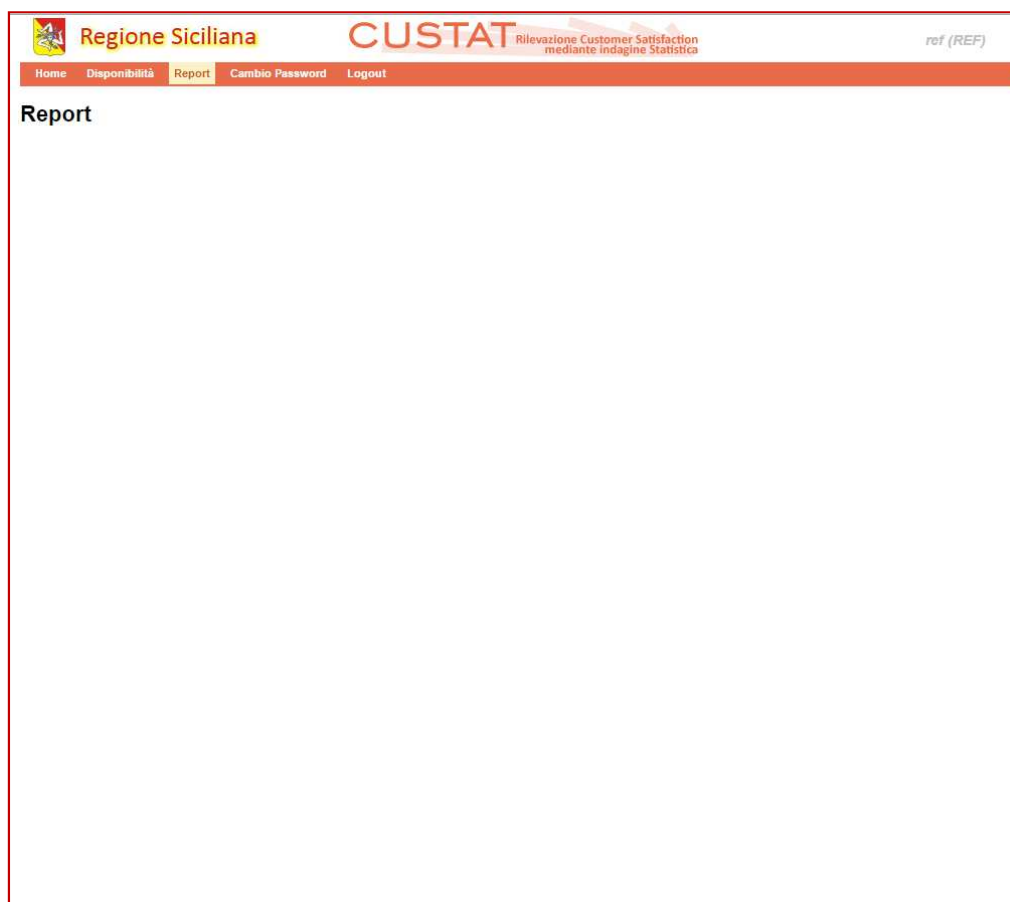 Regione Siciliana
CUSTAT Rilevazione Customer Satisfaction
mediante indagine Statistica
ref (REF)
Home Disponibilità Report Cambio Password Logout
Report